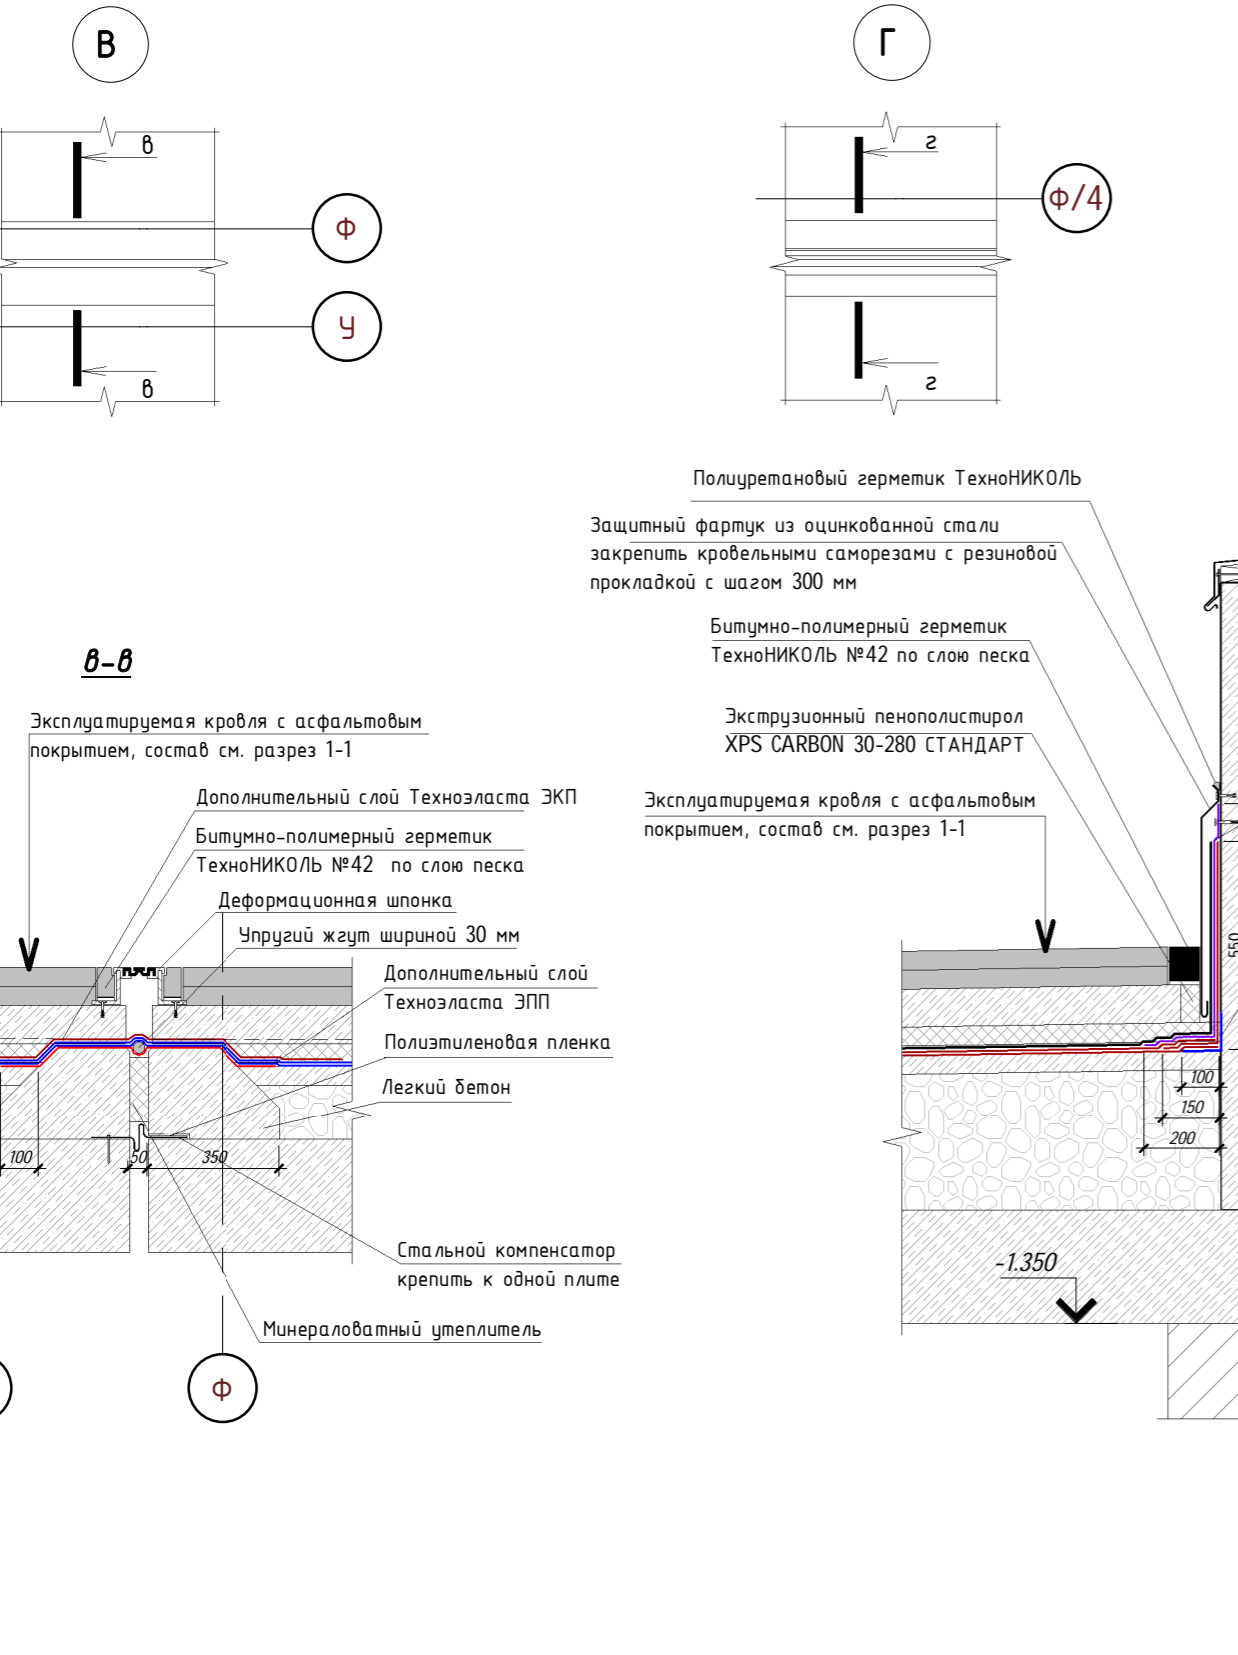 В
Г
в
г
Ф
Ф/4
У
в
г
Полиуретановый герметик ТехноНИКОЛЬ
Защитный фартук из оцинкованной стали
закрепить кровельными саморезами с резиновой
прокладкой с шагом 300 мм
Битумно-полимерный герметик
ТехноНИКОЛЬ №42 по слою песка
Экструзионный пенополистирол
XPS CARBON 30-280 СТАНДАРТ
Эксплуатируемая кровля с асфальтовым
покрытием, состав см. разрез 1-1
550
100
150
200
-1.350
в-в
Эксплуатируемая кровля с асфальтовым
покрытием, состав см. разрез 1-1
Дополнительный слой Техноэласта ЭКП
Битумно-полимерный герметик
ТехноНИКОЛЬ №42 по слою песка
Деформационная шпонка
Упругий жгут шириной 30 мм
Дополнительный слой
Техноэласта ЭПП
Полиэтиленовая пленка
Легкий бетон
100
50
350
Стальной компенсатор
крепить к одной плите
Минераловатный утеплитель
Ф